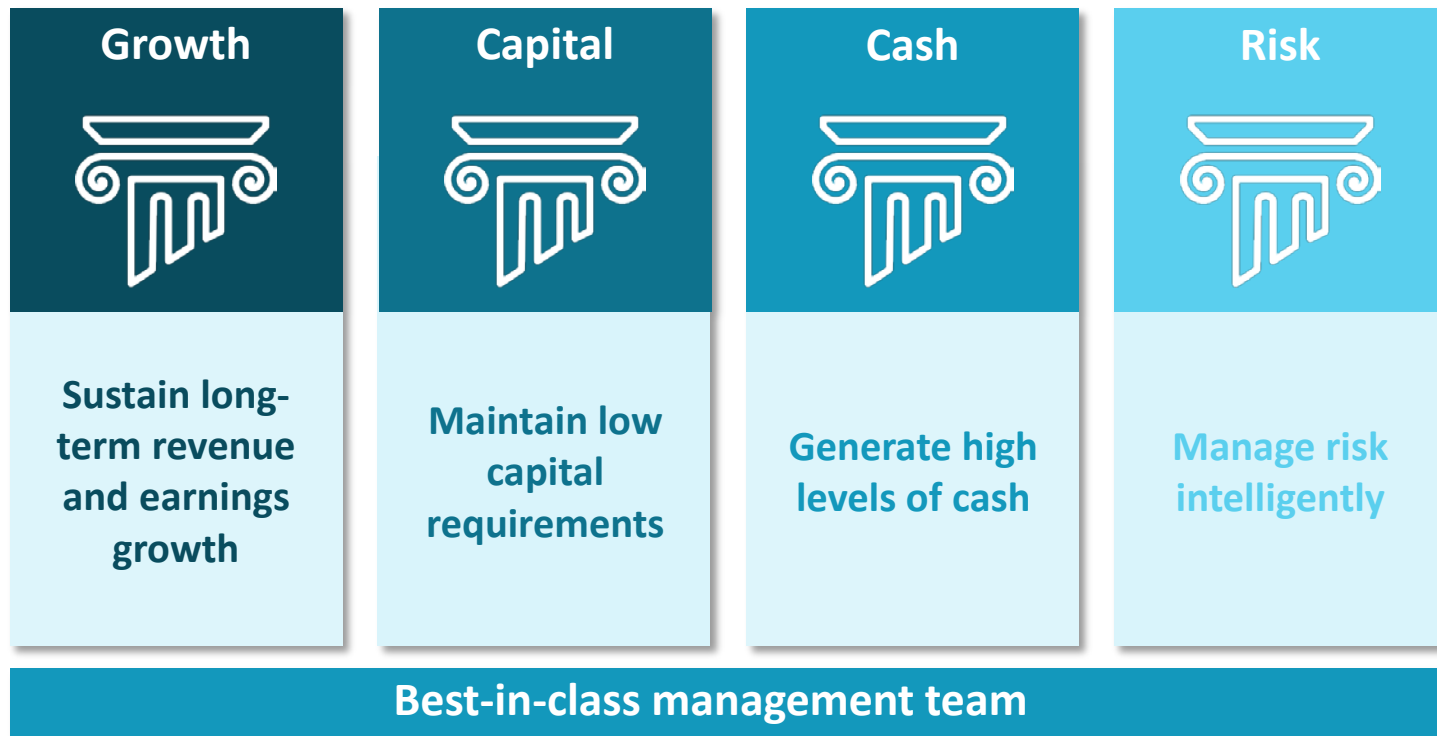 Growth
Sustain long-
term revenue
and earnings
growth
Capital
Maintain low
capital
requirements
Cash
Generate high
levels of cash
Risk
Manage risk
intelligently
Best-in-class management team